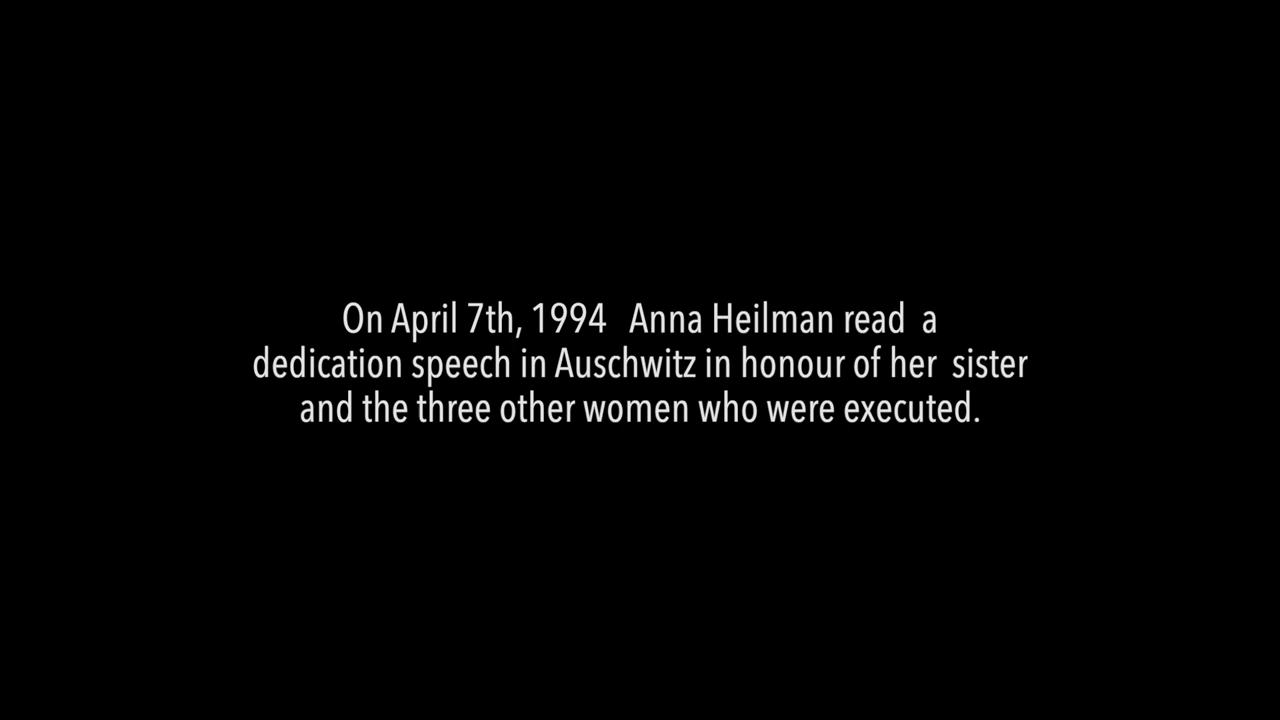 On April 7th, 1994   Anna Heilman read  a
dedication speech in Auschwitz in honour of her  sister
and the three other women who were executed.